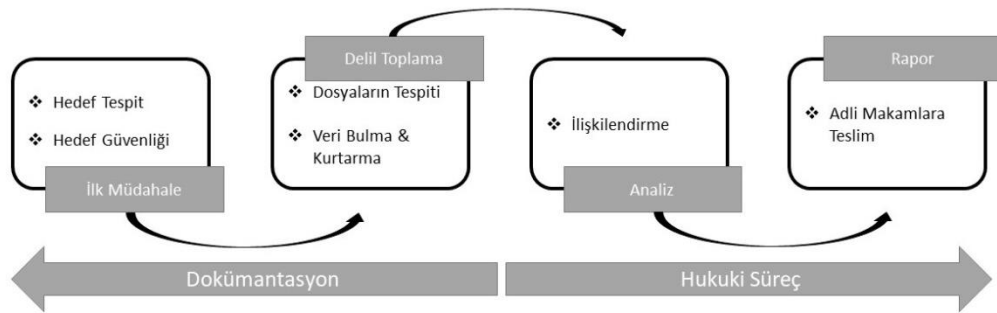 Hedef Tespit
Hedef Güvenliği
İlk Müdahale
Delil Toplama
Dosyaların Tespiti
Veri Bulma &
Kurtarma
İlişkilendirme
Analiz
Rapor
Adli Makamlara
Teslim
Dokümantasyon
Hukuki Süreç